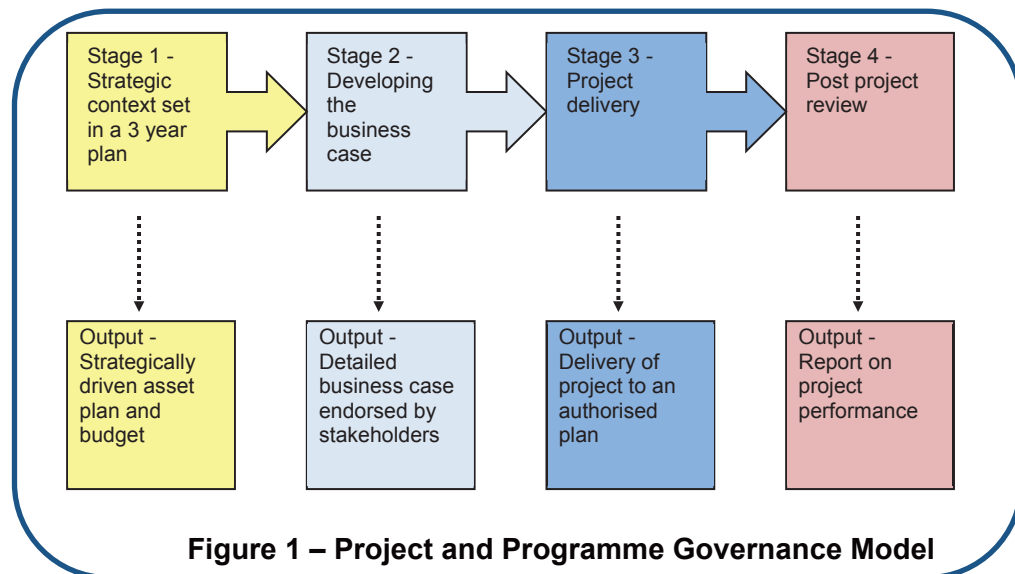 Stage 1 -
Strategic
context set
in a 3 year
plan
Stage 2 -
Developing
the
business
case
Stage 3 -
Project
delivery
Stage 4 -
Post project
review
Output -
Strategically
driven asset
plan and
budget
Output -
Detailed
business case
endorsed by
stakeholders
Output -
Delivery of
project to an
authorised
plan
Output -
Report on
project
performance
Figure 1 – Project and Programme Governance Model